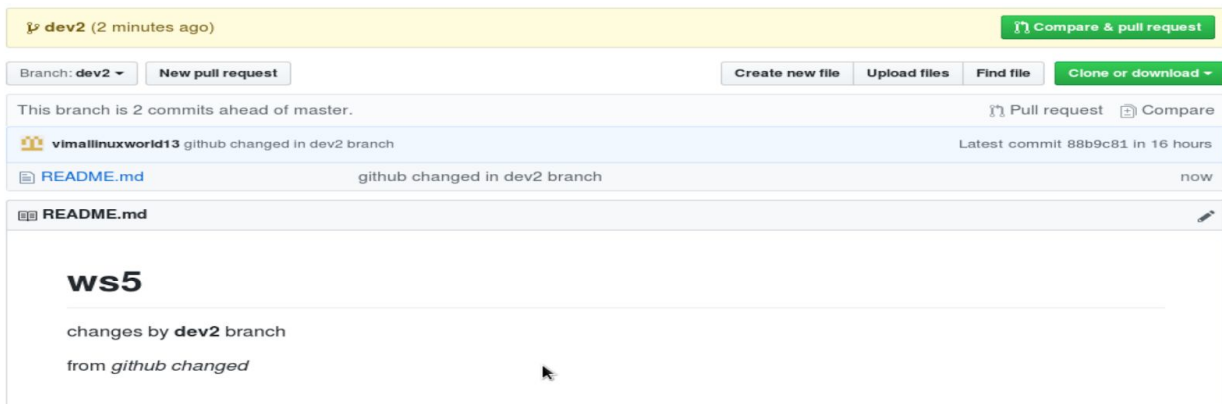 dev2 (2 minutes ago) Compare & pull request
Branch: dev2 New pull request Create new file Upload files Find file Clone or download
This branch is 2 commits ahead of master. Pull request Compare
vimallinuxworld13 github changed in dev2 branch Latest commit 88b9c81 in 16 hours
README.md github changed in dev2 branch now
README.md
ws5
changes by dev2 branch
from github changed